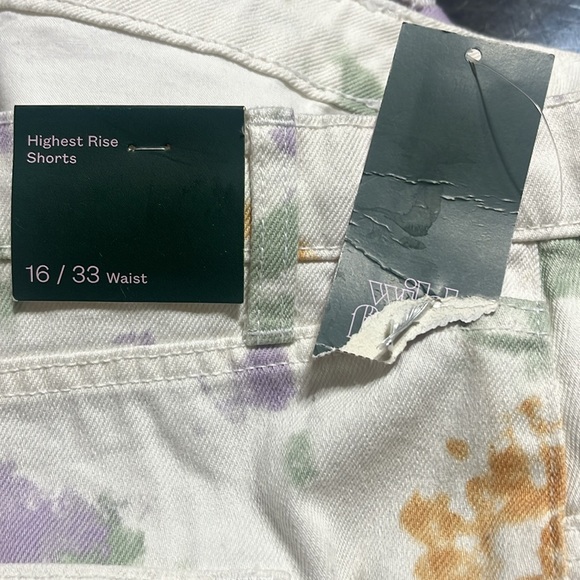 Highest Rise
Shorts
16 / 33 Waist